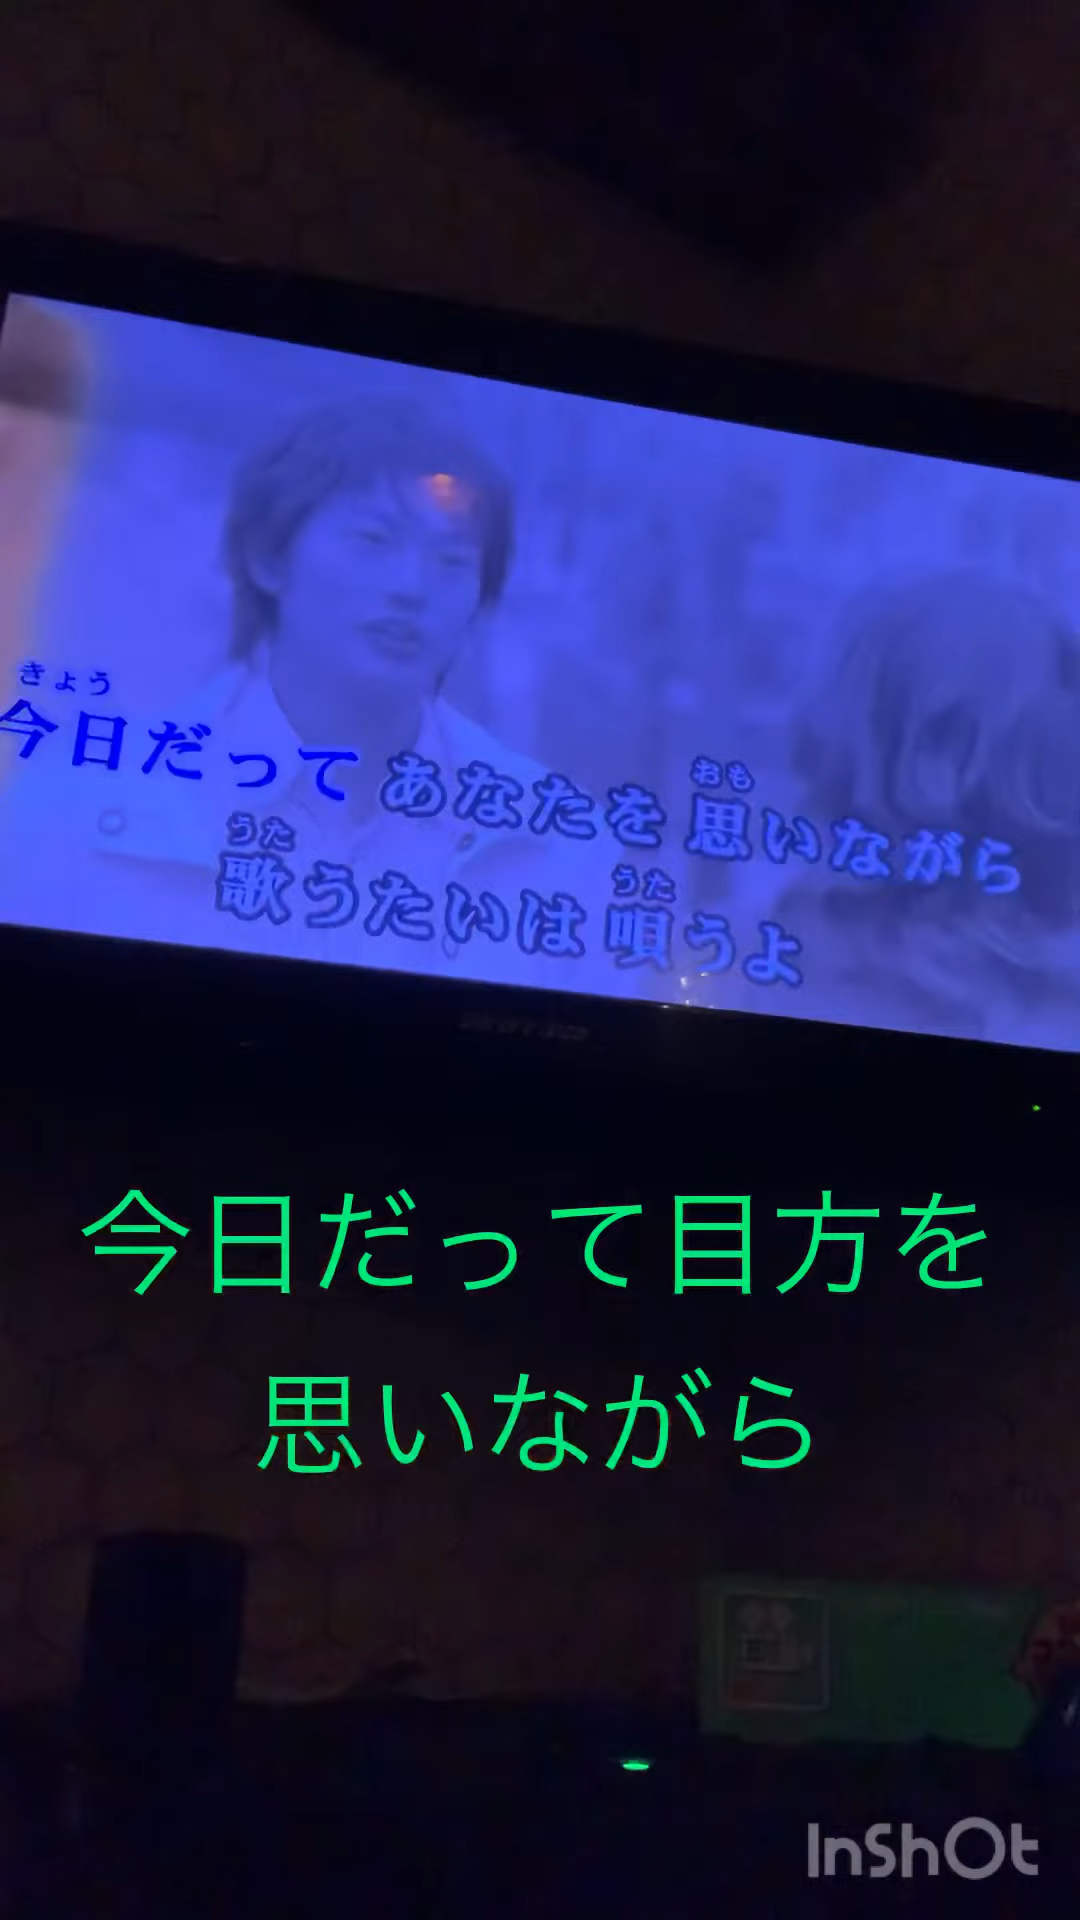 きょう
今日だって あなたを 思いながら
おも
歌うたいは 唄うよ
うた
うた
今日だって目方を
思いながら
InShOt